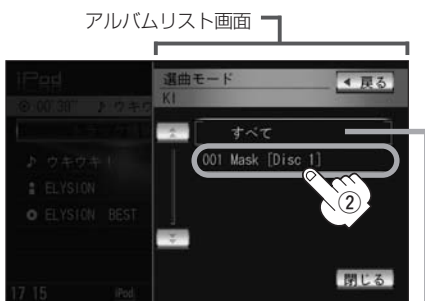 アルバムリスト画面
iPod
選曲モード
戻る
00'30" ウキウ
KI
すべて
ウキウキ!
001 Mask [Disc 1]
ELYSION
②
ELYSION BEST
閉じる
17 15 iPod